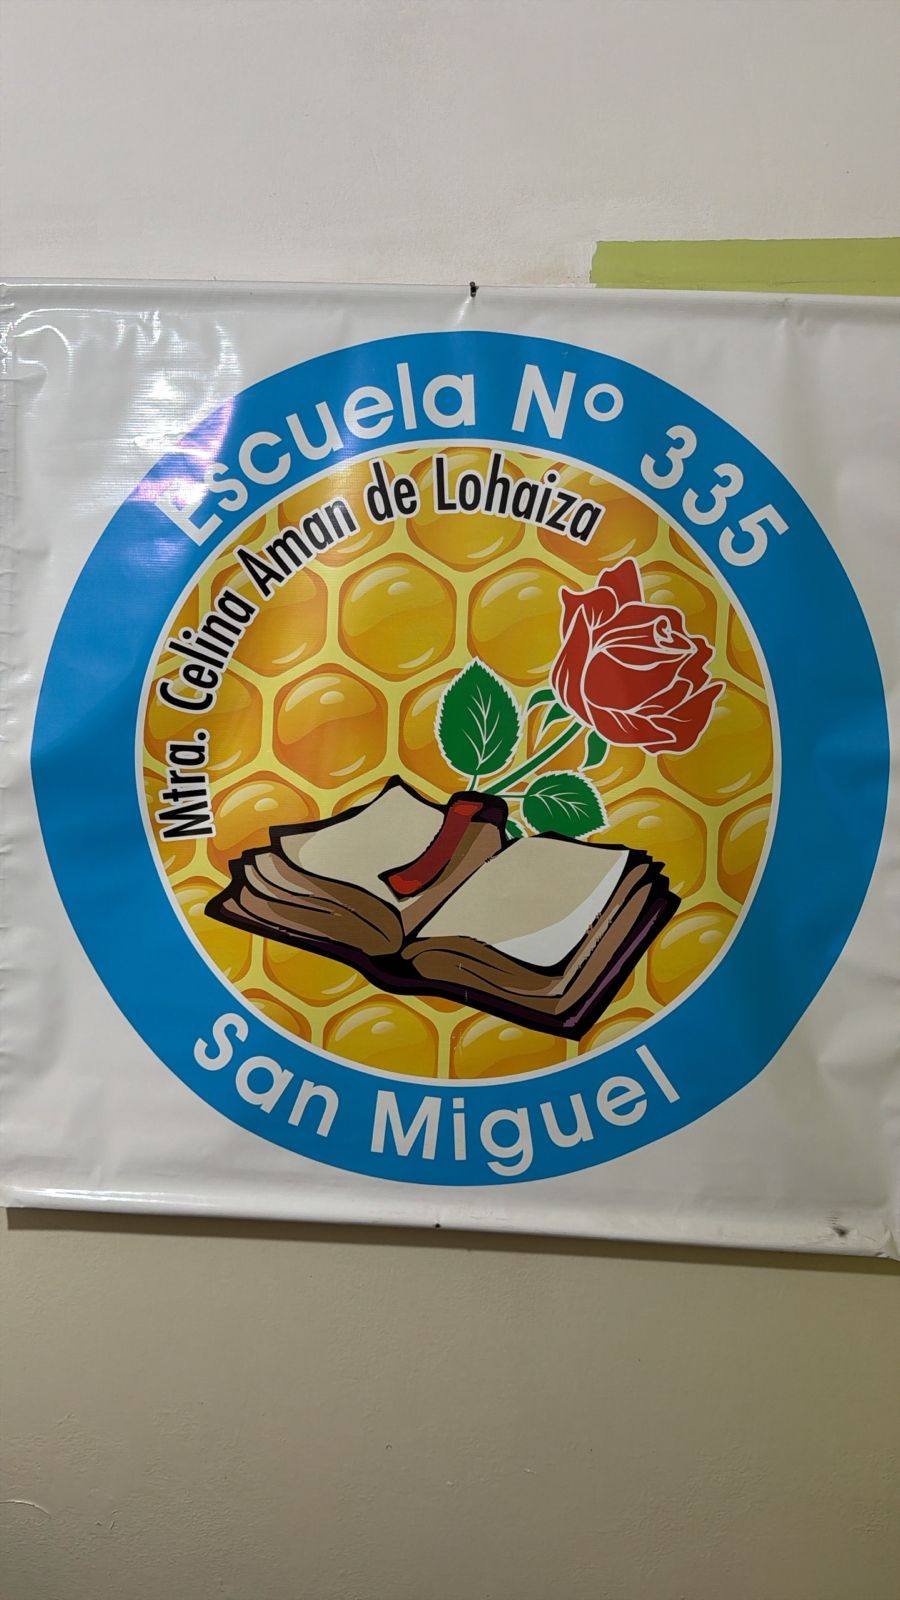 Escuela Nº 335
Mtra. Celina Aman de Lohaiza
San Miguel